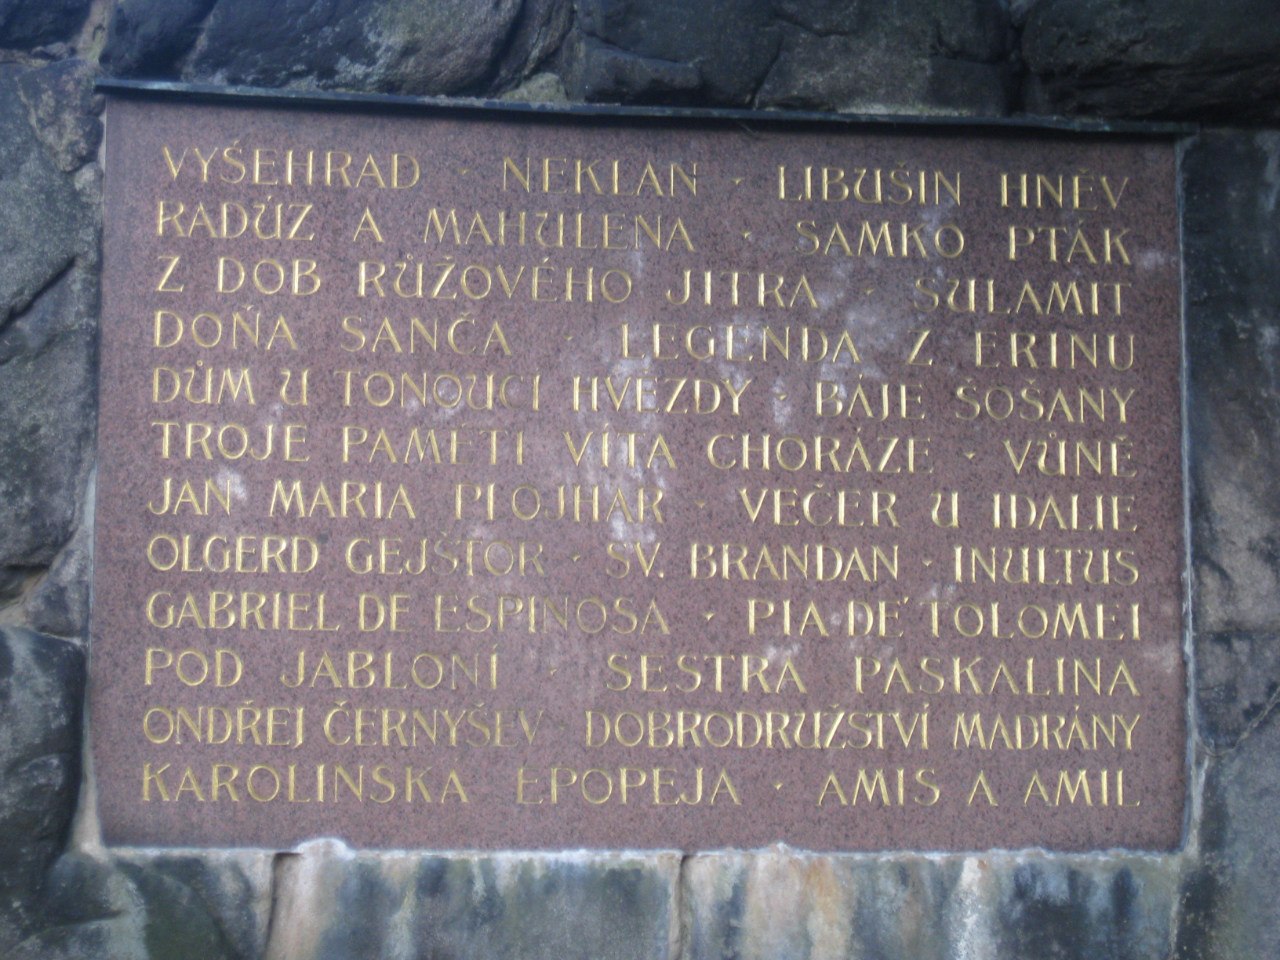 VYŠEHRAD · NEKLAN · LIBUŠIN HNĚV
RADÚZ A MAHULENA · SAMKO PTÁK
Z DOB RŮŽOVÉHO JITRA · SULAMIT
DOŇA SANČA · LEGENDA Z ERINU
DŮM U TONOUCÍ HVĚZDY · BÁJE ŠOŠANY
TROJE PAMĚTI VÍTA CHORÁZE · VŮNĚ
JAN MARIA PLOJHAR · VEČER U IDALIE
OLGERD GEJŠTOR · SV. BRANDAN · INULTUS
GABRIEL DE ESPINOSA · PIA DE' TOLOMEI
POD JABLONÍ · SESTRA PASKALINA
ONDŘEJ ČERNYŠEV · DOBRODRUŽSTVÍ MADRÁNY
KAROLINSKÁ EPOPEJA · AMIS A AMIL